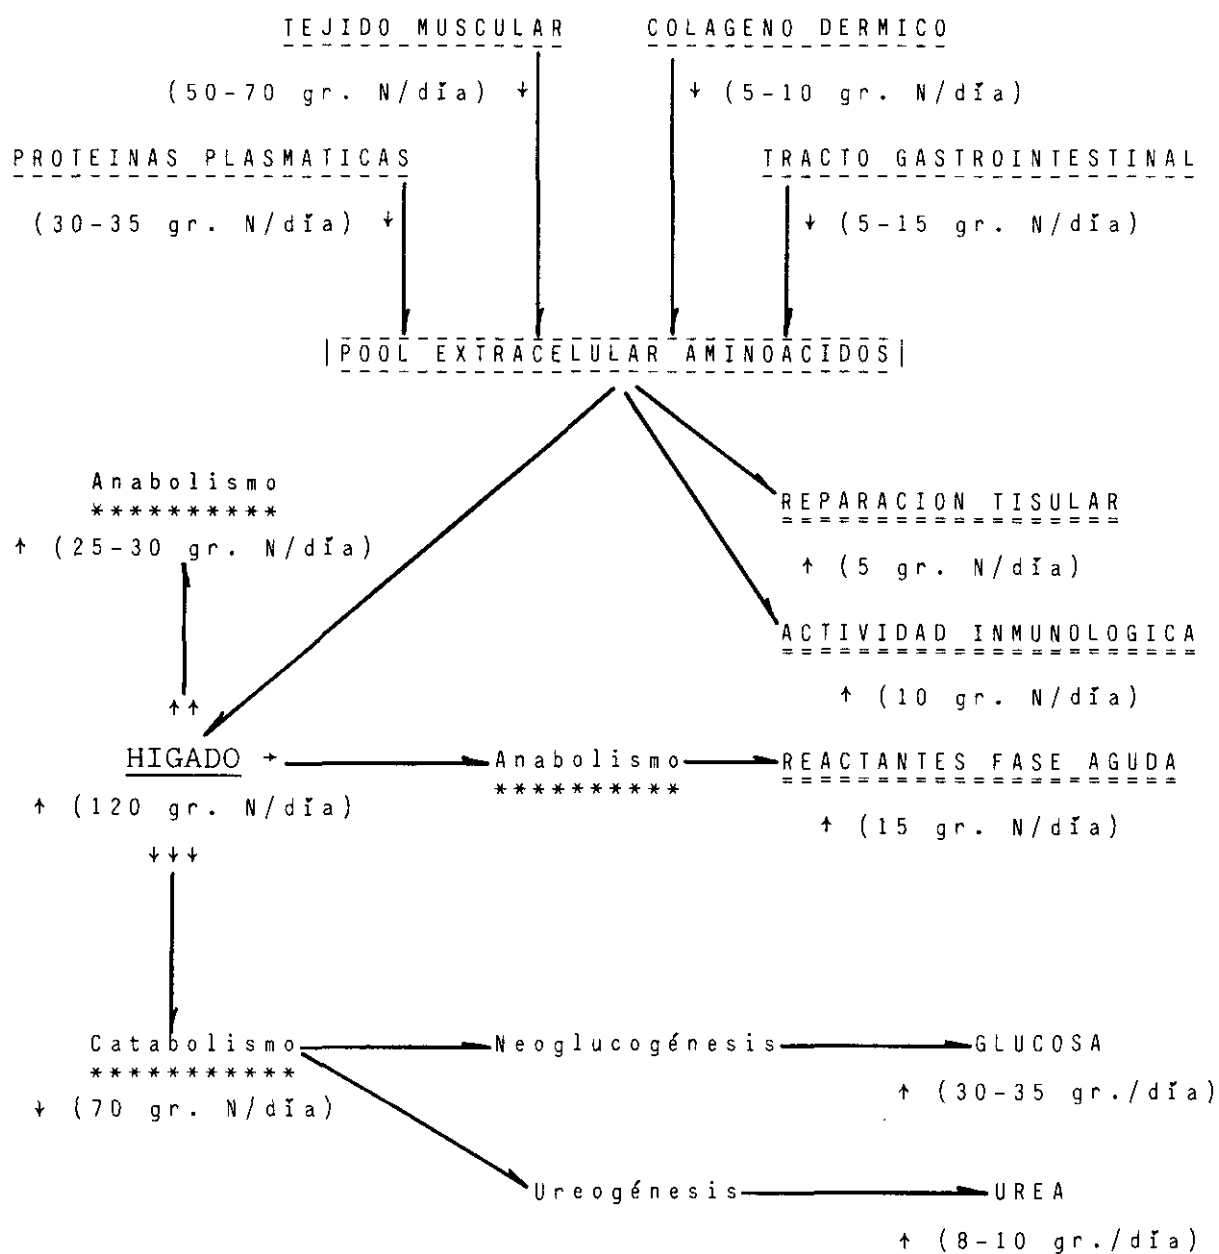 TEJIDO MUSCULAR COLAGENO DERMICO
(50-70 gr. N/día) ↓ ↓ (5-10 gr. N/día)
PROTEINAS PLASMATICAS TRACTO GASTROINTESTINAL
(30-35 gr. N/día) ↓ ↓ (5-15 gr. N/día)
|POOL EXTRACELULAR AMINOACIDOS|
Anabolismo
**********
REPARACION TISULAR
↑ (25-30 gr. N/día)
↑ (5 gr. N/día)
ACTIVIDAD INMUNOLOGICA
↑ (10 gr. N/día)
↑↑
HIGADO → Anabolismo REACTANTES FASE AGUDA
**********
↑ (120 gr. N/día)
↑ (15 gr. N/día)
↓↓↓
Catabolismo Neoglucogénesis GLUCOSA
***********
↑ (30-35 gr./día)
↓ (70 gr. N/día)
Ureogénesis UREA
↑ (8-10 gr./día)